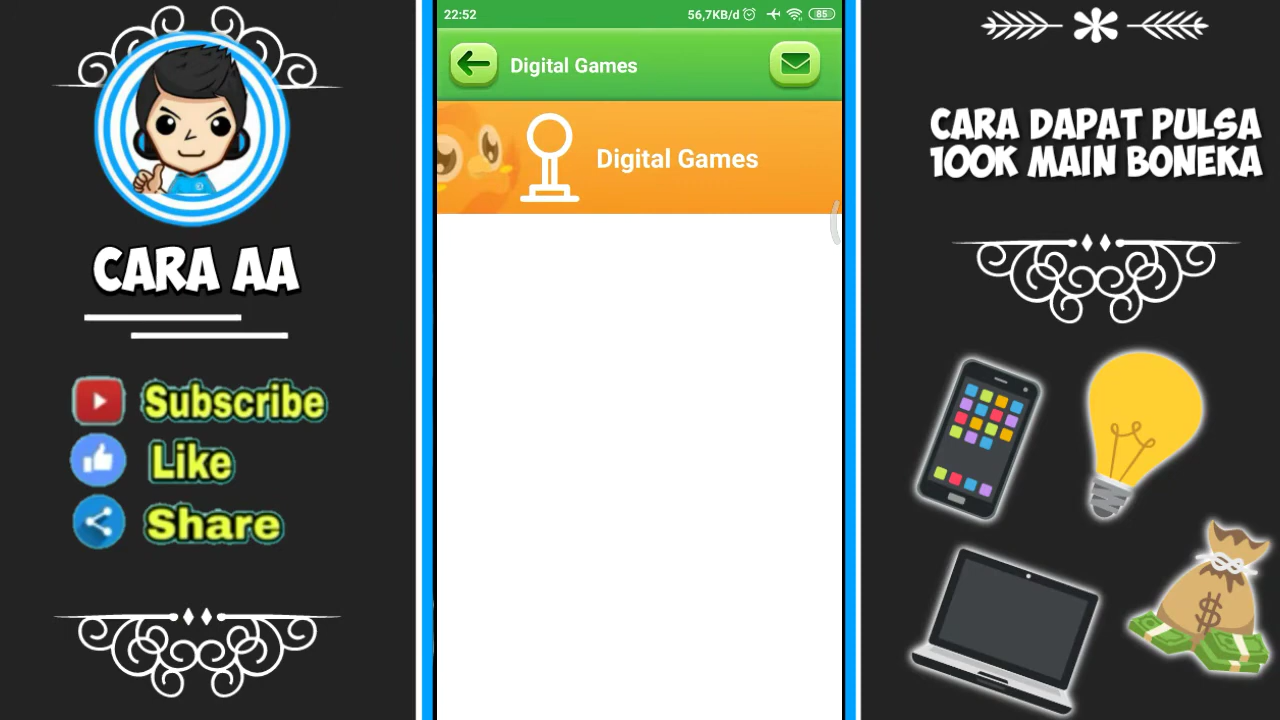 22:52
56,7KB/d
85
Digital Games
Digital Games
CARA AA
Subscribe
Like
Share
CARA DAPAT PULSA
100K MAIN BONEKA